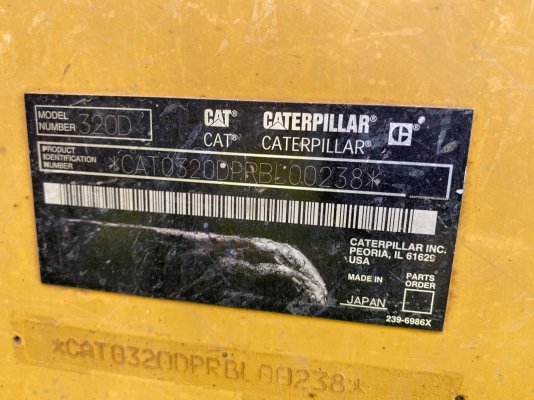 MODEL NUMBER 320D
CAT® CATERPILLAR®
CAT® CATERPILLAR®
PRODUCT IDENTIFICATION NUMBER *CAT0320DPRBL00238*
CATERPILLAR INC.
PEORIA, IL 61629
USA
MADE IN
JAPAN
PARTS ORDER
239-6986X
*CAT0320DPRBL00238*